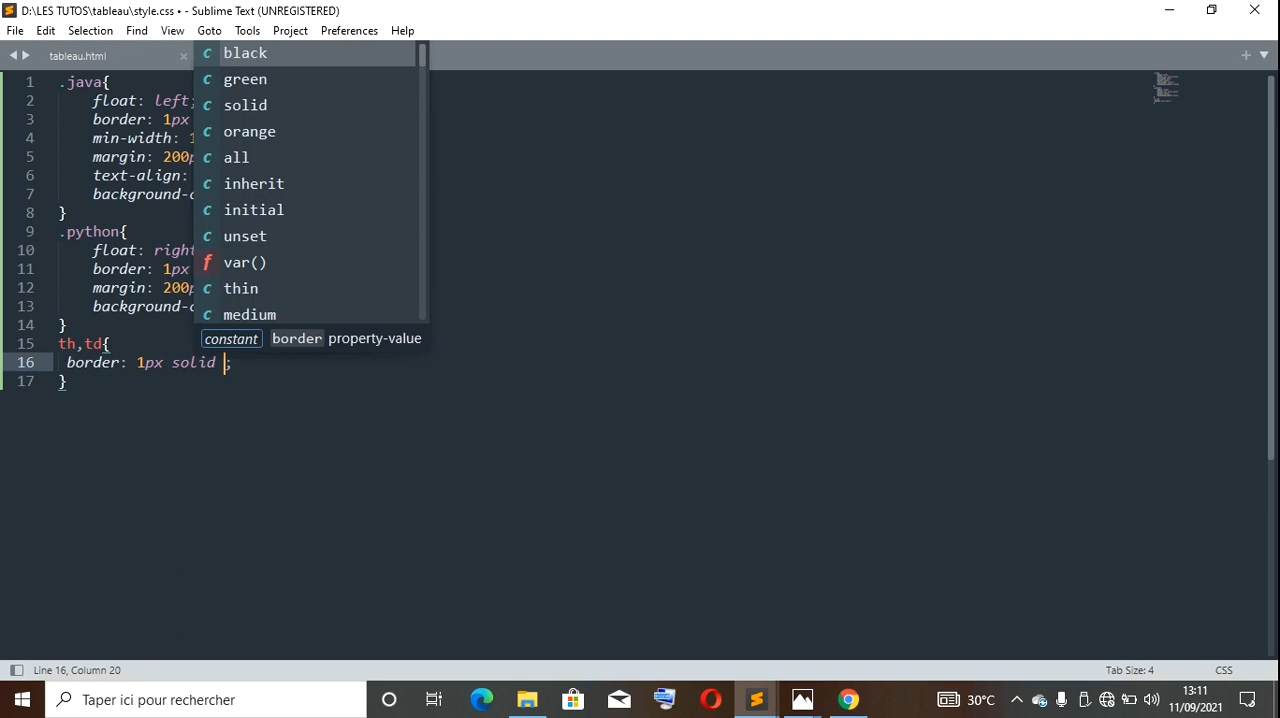 D:\LES TUTOS\tableau\style.css • - Sublime Text (UNREGISTERED)
File Edit Selection Find View Goto Tools Project Preferences Help
tableau.html
1 .java{
2 float: left;
3 border: 1px
4 min-width: 1
5 margin: 200p
6 text-align:
7 background-c
8 }
9 .python{
10 float: right
11 border: 1px
12 margin: 200p
13 background-c
14 }
15 th,td{
16 border: 1px solid ;
17 }
c black
c green
c solid
c orange
c all
c inherit
c initial
c unset
f var()
c thin
c medium
constant border property-value
Line 16, Column 20
Tab Size: 4
CSS
Taper ici pour rechercher
30°C
13:11
11/09/2021